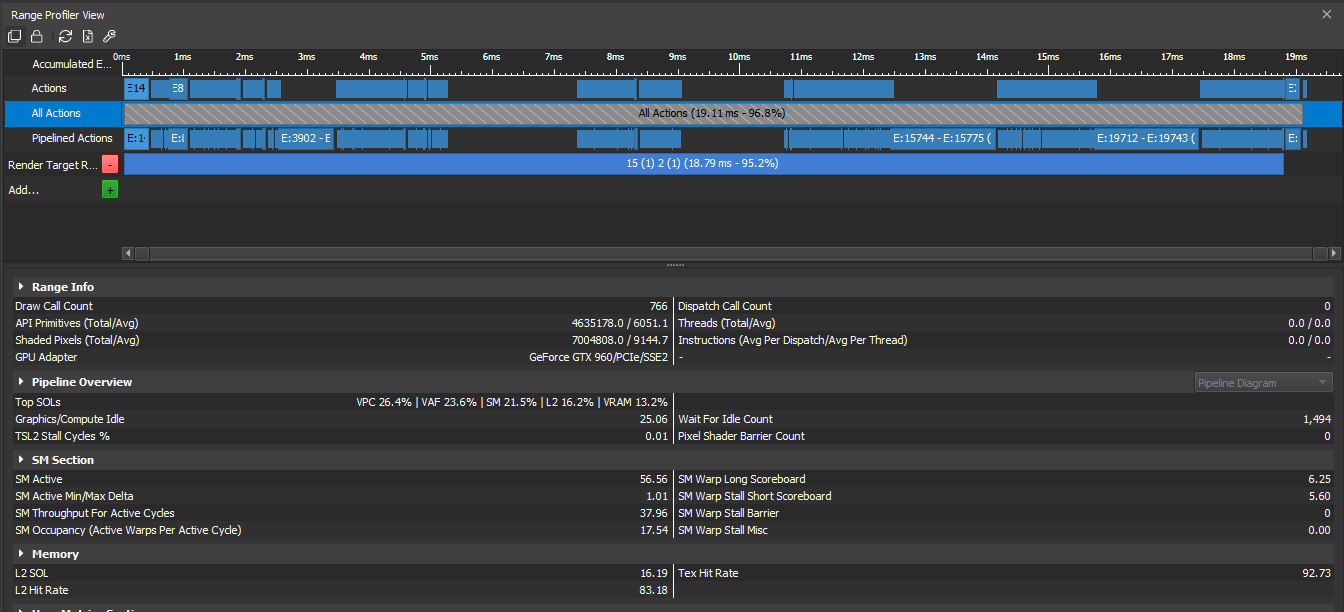 Range Profiler View
Accumulated E... 0ms 1ms 2ms 3ms 4ms 5ms 6ms 7ms 8ms 9ms 10ms 11ms 12ms 13ms 14ms 15ms 16ms 17ms 18ms 19ms
Actions E14 E8 E:
All Actions All Actions (19.11 ms - 96.8%)
Pipelined Actions E:1 E:8 E:3902 - E E:15744 - E:15775 ( E:19712 - E:19743 ( E:
Render Target R... - 15 (1) 2 (1) (18.79 ms - 95.2%)
Add... +
Range Info
Draw Call Count 766 Dispatch Call Count 0
API Primitives (Total/Avg) 4635178.0 / 6051.1 Threads (Total/Avg) 0.0 / 0.0
Shaded Pixels (Total/Avg) 7004808.0 / 9144.7 Instructions (Avg Per Dispatch/Avg Per Thread) 0.0 / 0.0
GPU Adapter GeForce GTX 960/PCIe/SSE2 - -
Pipeline Overview Pipeline Diagram
Top SOLs VPC 26.4% | VAF 23.6% | SM 21.5% | L2 16.2% | VRAM 13.2%
Graphics/Compute Idle 25.06 Wait For Idle Count 1,494
TSL2 Stall Cycles % 0.01 Pixel Shader Barrier Count 0
SM Section
SM Active 56.56 SM Warp Long Scoreboard 6.25
SM Active Min/Max Delta 1.01 SM Warp Stall Short Scoreboard 5.60
SM Throughput For Active Cycles 37.96 SM Warp Stall Barrier 0
SM Occupancy (Active Warps Per Active Cycle) 17.54 SM Warp Stall Misc 0.00
Memory
L2 SOL 16.19 Tex Hit Rate 92.73
L2 Hit Rate 83.18